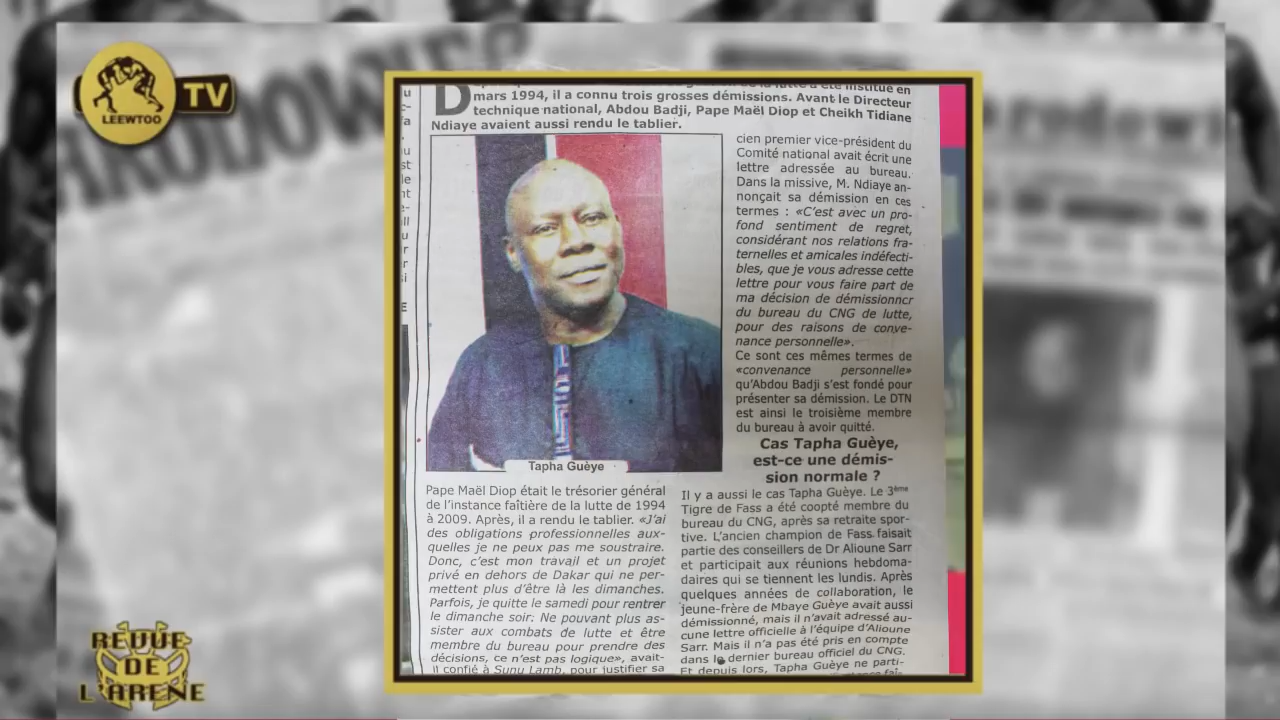 LEEWTOO
TV
mars 1994, il a connu trois grosses démissions. Avant le Directeur
technique national, Abdou Badji, Pape Maël Diop et Cheikh Tidiane
Ndiaye avaient aussi rendu le tablier.
Tapha Guèye
Pape Maël Diop était le trésorier général
de l'instance faîtière de la lutte de 1994
à 2009. Après, il a rendu le tablier. «J'ai
des obligations professionnelles aux-
quelles je ne peux pas me soustraire.
Donc, c'est mon travail et un projet
privé en dehors de Dakar qui ne per-
mettent plus d'être là les dimanches.
Parfois, je quitte le samedi pour rentrer
le dimanche soir. Ne pouvant plus as-
sister aux combats de lutte et être
membre du bureau pour prendre des
décisions, ce n'est pas logique», avait-
il confié à Sunu Lamb, pour justifier sa
cien premier vice-président du
Comité national avait écrit une
lettre adressée au bureau.
Dans la missive, M. Ndiaye an-
nonçait sa démission en ces
termes : «C'est avec un pro-
fond sentiment de regret,
considérant nos relations fra-
ternelles et amicales indéfecti-
bles, que je vous adresse cette
lettre pour vous faire part de
ma décision de démissionncr
du bureau du CNG de lutte,
pour des raisons de conve-
nance personnelle».
Ce sont ces mêmes termes de
«convenance personnelle»
qu'Abdou Badji s'est fondé pour
présenter sa démission. Le DTN
est ainsi le troisième membre
du bureau à avoir quitté.
Cas Tapha Guèye,
est-ce une démis-
sion normale ?
Il y a aussi le cas Tapha Guèye. Le 3ème
Tigre de Fass a été coopté membre du
bureau du CNG, après sa retraite spor-
tive. L'ancien champion de Fass faisait
partie des conseillers de Dr Alioune Sarr
et participait aux réunions hebdoma-
daires qui se tiennent les lundis. Après
quelques années de collaboration, le
jeune-frère de Mbaye Guèye avait aussi
démissionné, mais il n'avait adressé au-
cune lettre officielle à l'équipe d'Alioune
Sarr. Mais il n'a pas été pris en compte
dans le dernier bureau officiel du CNG.
Et depuis lors, Tapha Guèye ne parti-
REVUE
DE
L'ARENE